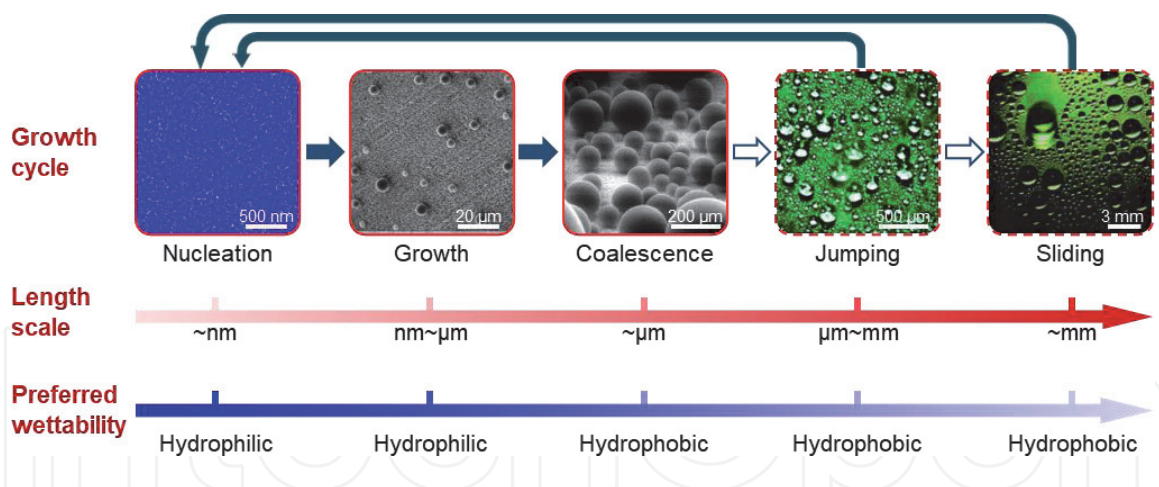 Growth
cycle
500 nm
20 µm
200 µm
500 µm
3 mm
Nucleation
Growth
Coalescence
Jumping
Sliding
Length
scale
~nm
nm~µm
~µm
µm~mm
~mm
Preferred
wettability
Hydrophilic
Hydrophilic
Hydrophobic
Hydrophobic
Hydrophobic